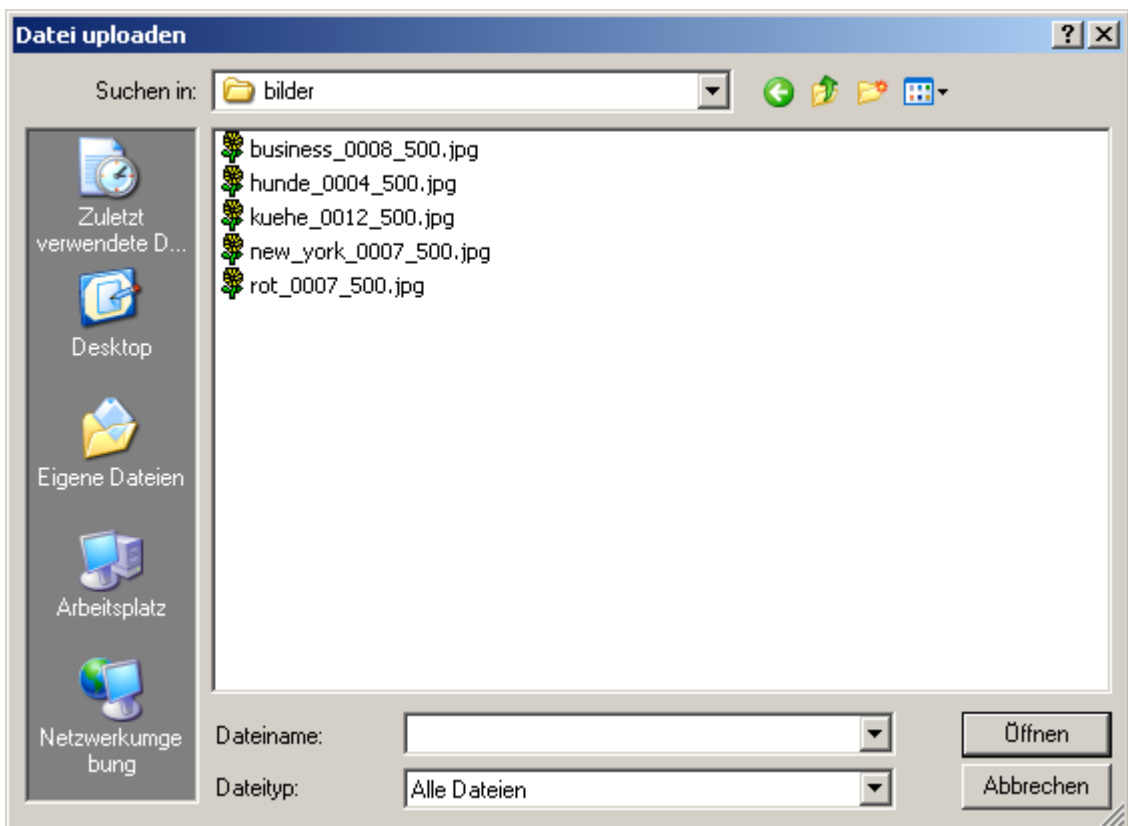 Datei uploaden
Suchen in:
bilder
Zuletzt
verwendete D...
Desktop
Eigene Dateien
Arbeitsplatz
Netzwerkumge
bung
business_0008_500.jpg
hunde_0004_500.jpg
kuehe_0012_500.jpg
new_york_0007_500.jpg
rot_0007_500.jpg
Dateiname:
Öffnen
Dateityp:
Alle Dateien
Abbrechen